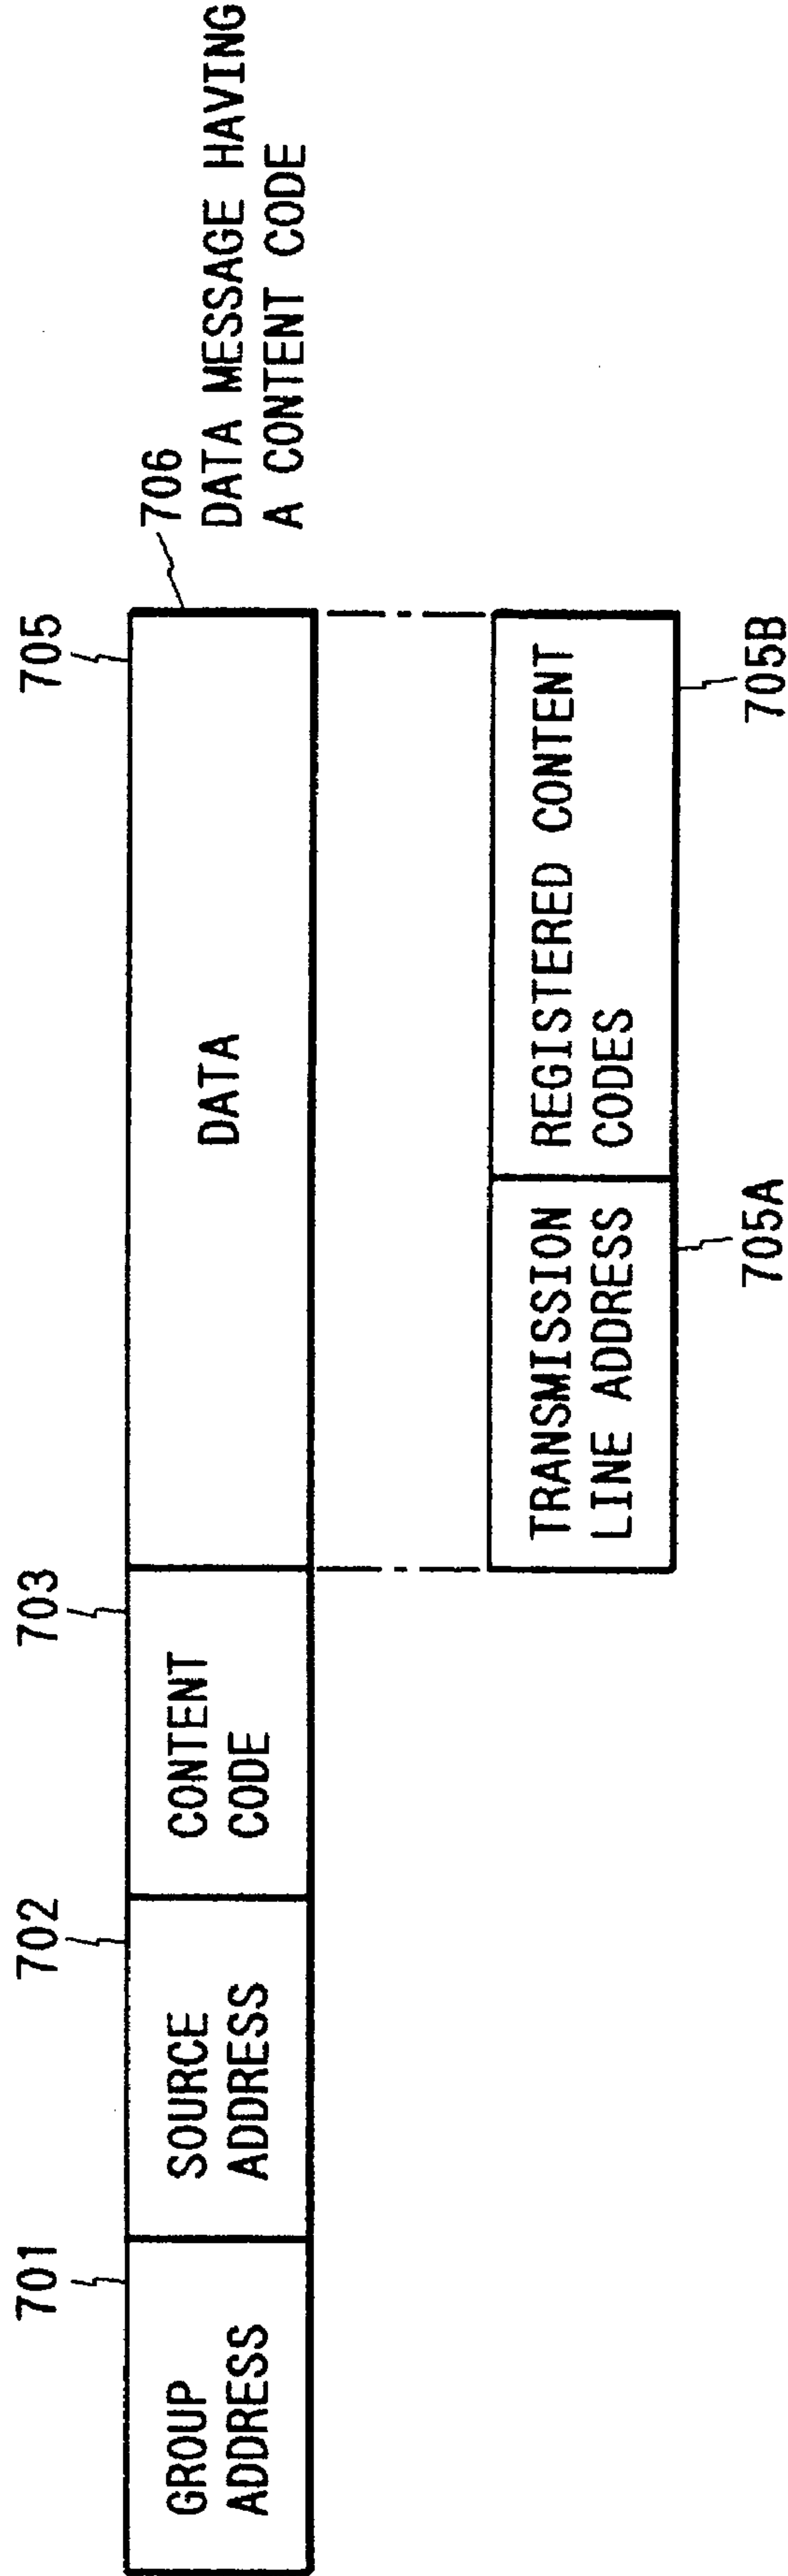 701
702
703
705
GROUP
ADDRESS
SOURCE
ADDRESS
CONTENT
CODE
DATA
706
DATA MESSAGE HAVING
A CONTENT CODE
TRANSMISSION
LINE ADDRESS
REGISTERED CONTENT
CODES
705A
705B